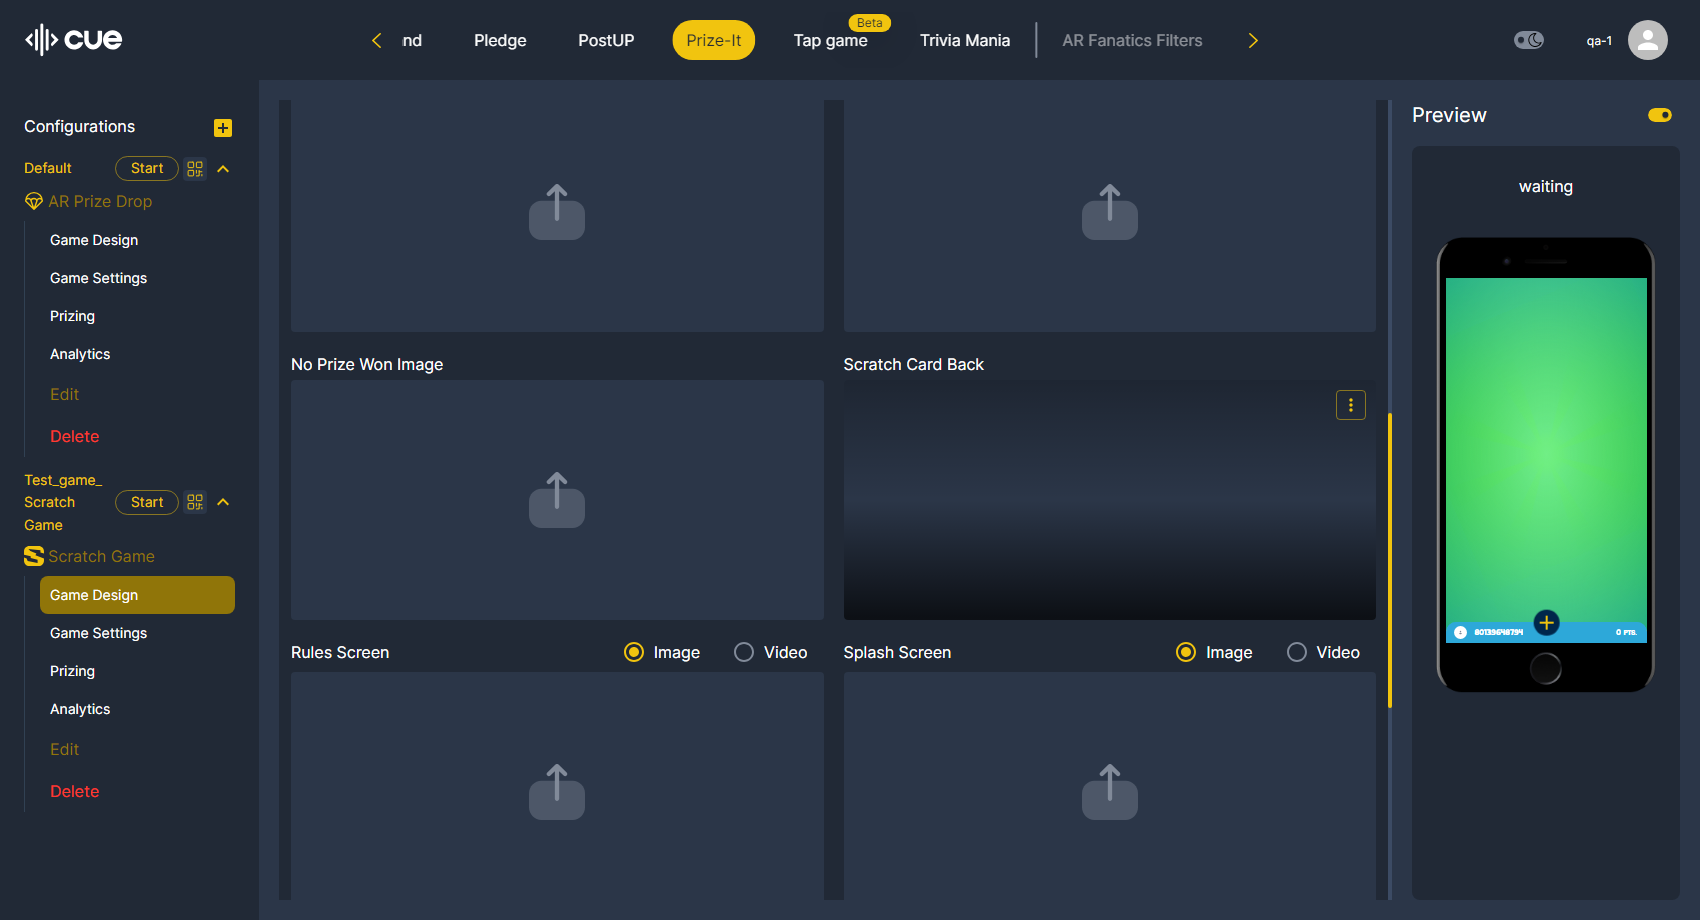 cue
nd
Pledge
PostUP
Prize-It
Beta
Tap game
Trivia Mania
AR Fanatics Filters
qa-1
Configurations
Default
Start
AR Prize Drop
Game Design
Game Settings
Prizing
Analytics
Edit
Delete
Test_game_
Scratch
Game
Start
Scratch Game
Game Design
Game Settings
Prizing
Analytics
Edit
Delete
No Prize Won Image
Scratch Card Back
Rules Screen
Image
Video
Splash Screen
Image
Video
Preview
waiting
0 PTS.